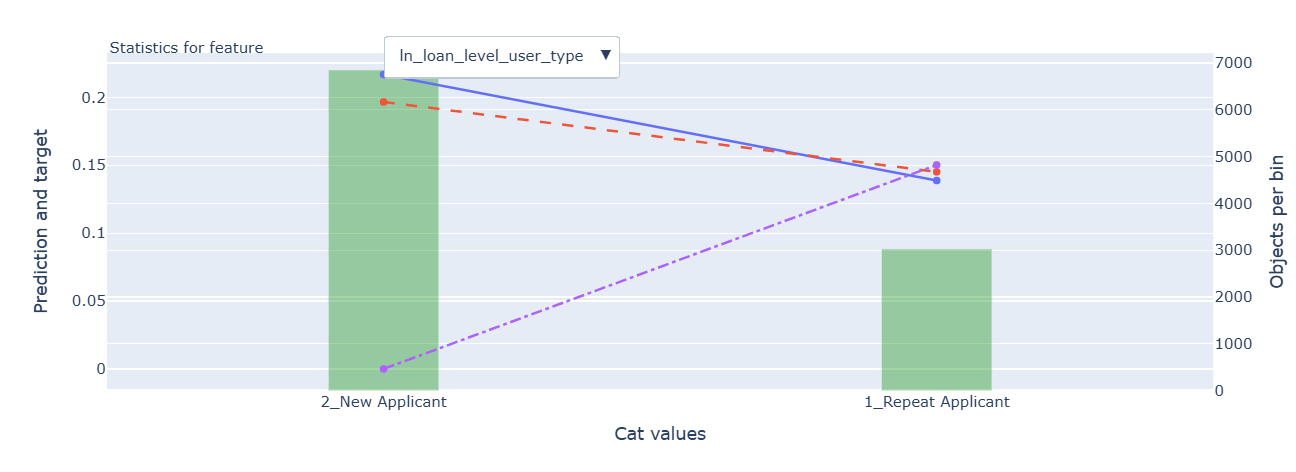 Statistics for feature
ln_loan_level_user_type ▼
Prediction and target
0.2
0.15
0.1
0.05
0
7000
6000
5000
4000
3000
2000
1000
0
Objects per bin
2_New Applicant
1_Repeat Applicant
Cat values